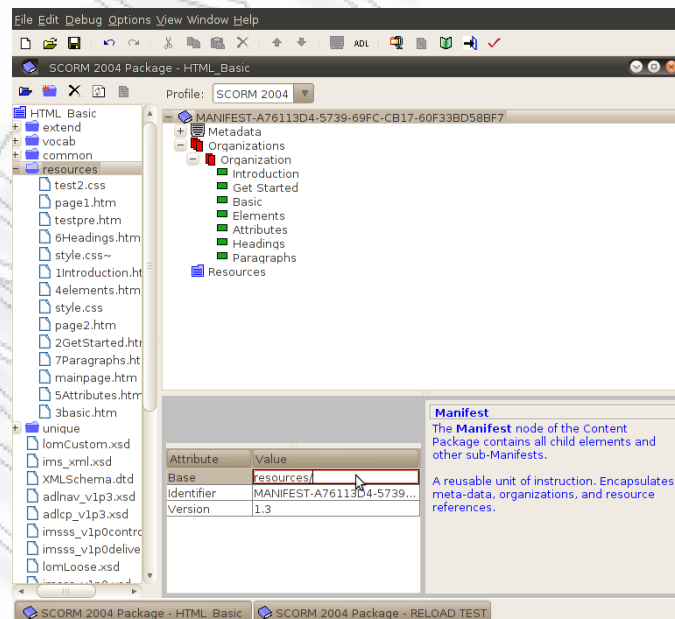 File Edit Debug Options View Window Help
ADL
SCORM 2004 Package - HTML_Basic
Profile: SCORM 2004
HTML_Basic
extend
vocab
common
resources
test2.css
page1.htm
testpre.htm
6Headings.htm
style.css~
1Introduction.ht
4elements.htm
style.css
page2.htm
2GetStarted.htr
7Paragraphs.ht
mainpage.htm
5Attributes.htm
3basic.htm
unique
lomCustom.xsd
ims_xml.xsd
XMLSchema.dtd
adlnav_v1p3.xsd
adlcp_v1p3.xsd
imsss_v1p0contro
imsss_v1p0delive
lomLoose.xsd
MANIFEST-A76113D4-5739-69FC-CB17-60F33BD58BF7
Metadata
Organizations
Organization
Introduction
Get Started
Basic
Elements
Attributes
Headings
Paragraphs
Resources
Attribute Value
Base resources/
Identifier MANIFEST-A76113D4-5739...
Version 1.3
Manifest
The Manifest node of the Content
Package contains all child elements and
other sub-Manifests.
A reusable unit of instruction. Encapsulates
meta-data, organizations, and resource
references.
SCORM 2004 Package - HTML_Basic SCORM 2004 Package - RELOAD TEST